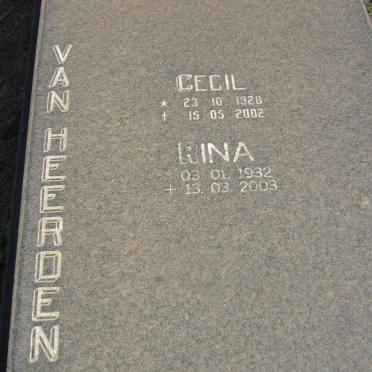 VAN HEERDEN
CECIL
* 23 10 1928
+ 15 05 2002
RINA
03 01 1932
+ 13. 03 2003